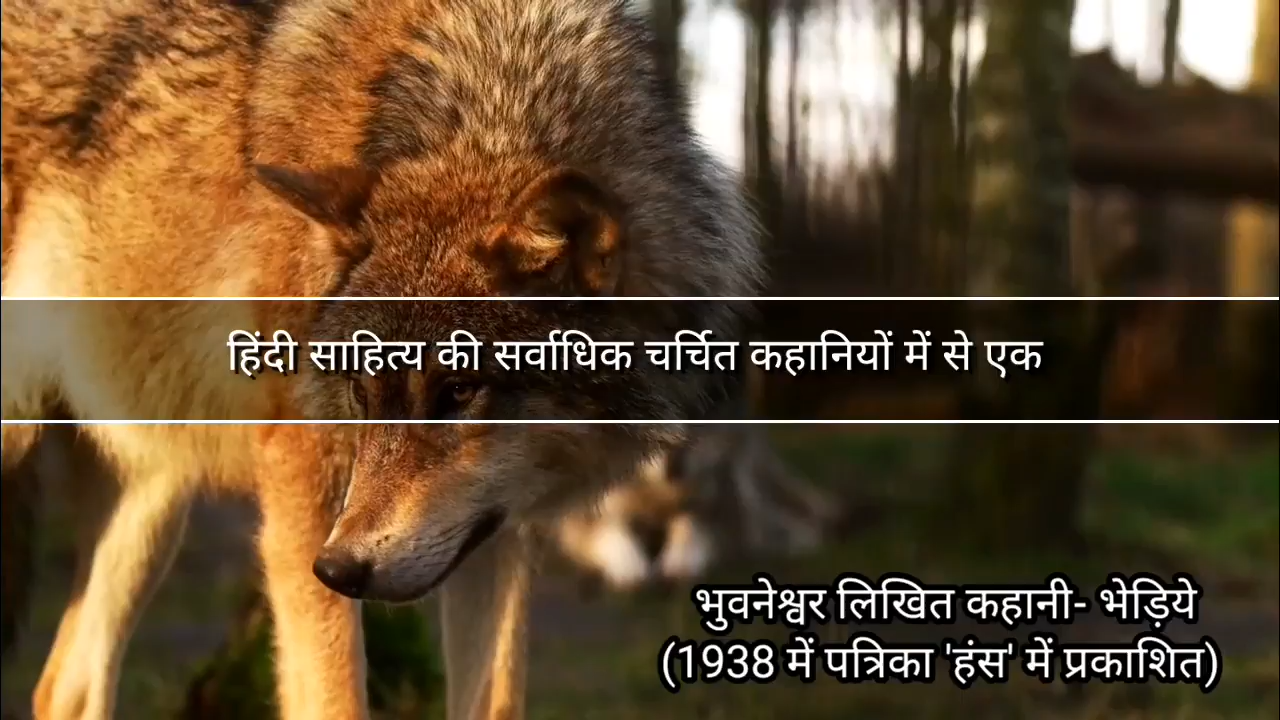 हिंदी साहित्य की सर्वाधिक चर्चित कहानियों में से एक
भुवनेश्वर लिखित कहानी- भेड़िये
(1938 में पत्रिका 'हंस' में प्रकाशित)